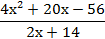 4x² + 20x − 56
2x + 14